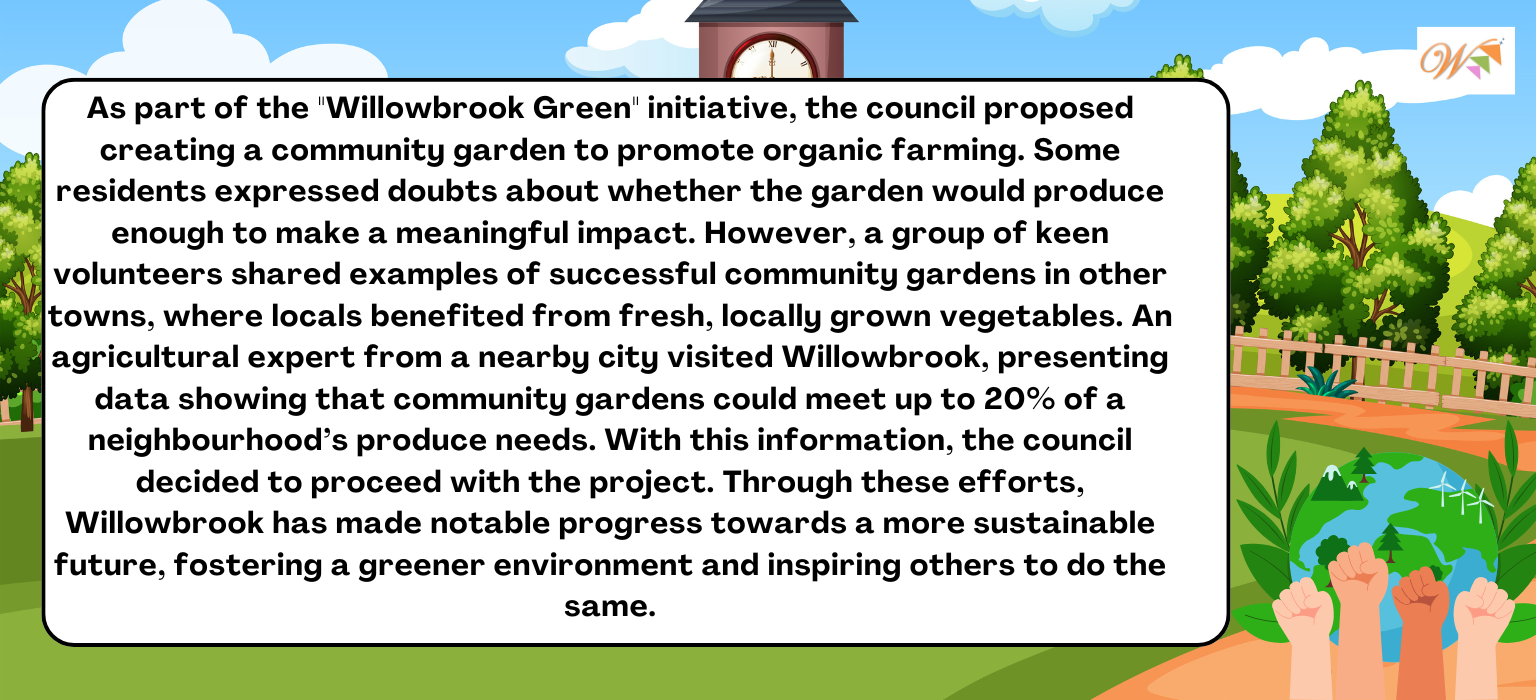 XII
W
As part of the "Willowbrook Green" initiative, the council proposed
creating a community garden to promote organic farming. Some
residents expressed doubts about whether the garden would produce
enough to make a meaningful impact. However, a group of keen
volunteers shared examples of successful community gardens in other
towns, where locals benefited from fresh, locally grown vegetables. An
agricultural expert from a nearby city visited Willowbrook, presenting
data showing that community gardens could meet up to 20% of a
neighbourhood’s produce needs. With this information, the council
decided to proceed with the project. Through these efforts,
Willowbrook has made notable progress towards a more sustainable
future, fostering a greener environment and inspiring others to do the
same.